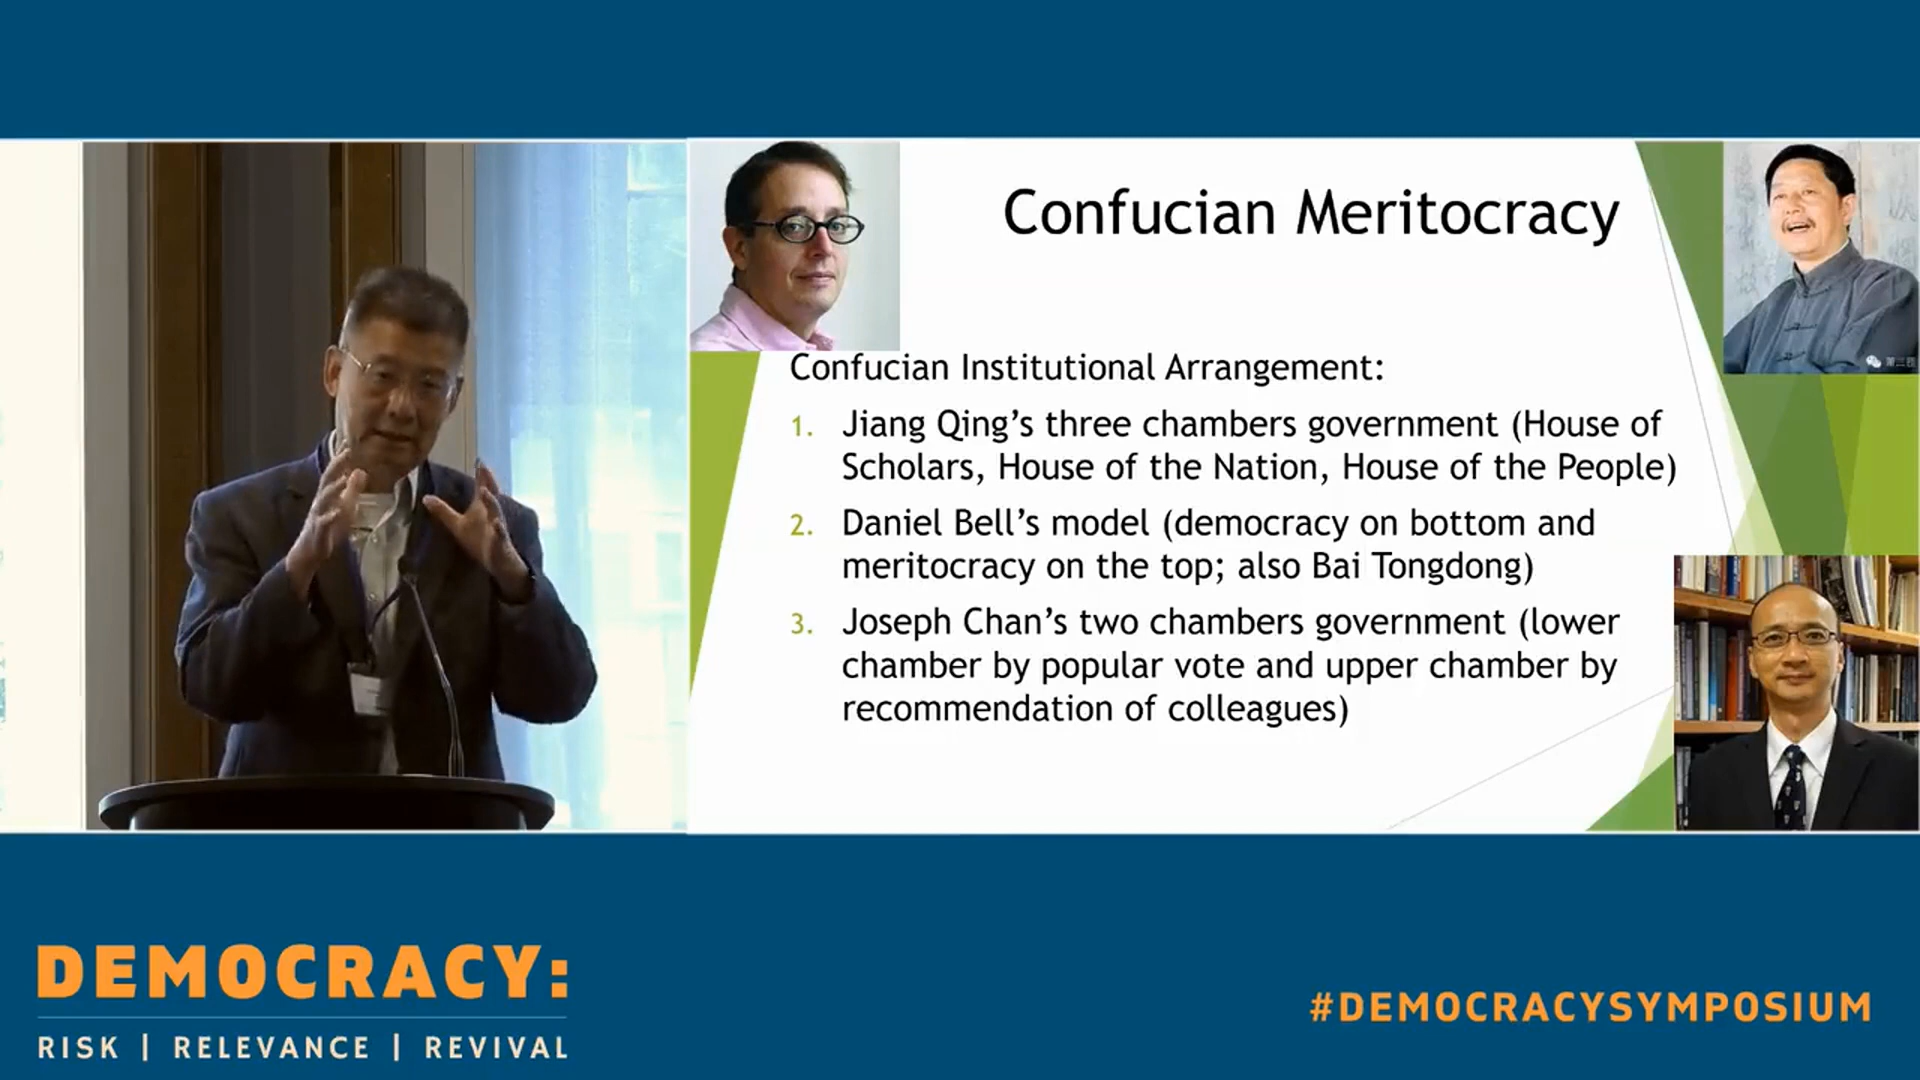 Confucian Meritocracy
Confucian Institutional Arrangement:
1. Jiang Qing's three chambers government (House of
Scholars, House of the Nation, House of the People)
2. Daniel Bell's model (democracy on bottom and
meritocracy on the top; also Bai Tongdong)
3. Joseph Chan's two chambers government (lower
chamber by popular vote and upper chamber by
recommendation of colleagues)
DEMOCRACY:
RISK | RELEVANCE | REVIVAL
#DEMOCRACYSYMPOSIUM